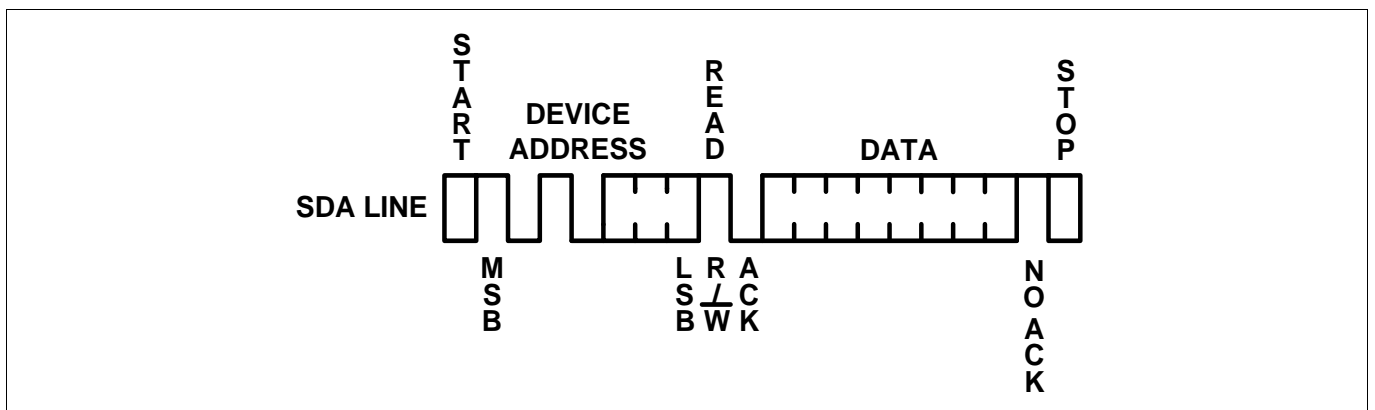 START
DEVICE
ADDRESS
READ
DATA
STOP
SDA LINE
MSB
LSB
R/W
ACK
NO ACK